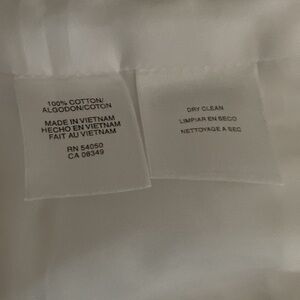 100% COTTON/
ALGODON/COTON
MADE IN VIETNAM
HECHO EN VIETNAM
FAIT AU VIETNAM
RN 54050
CA 09349
DRY CLEAN
LIMPIAR EN SECO
NETTOYAGE A SEC